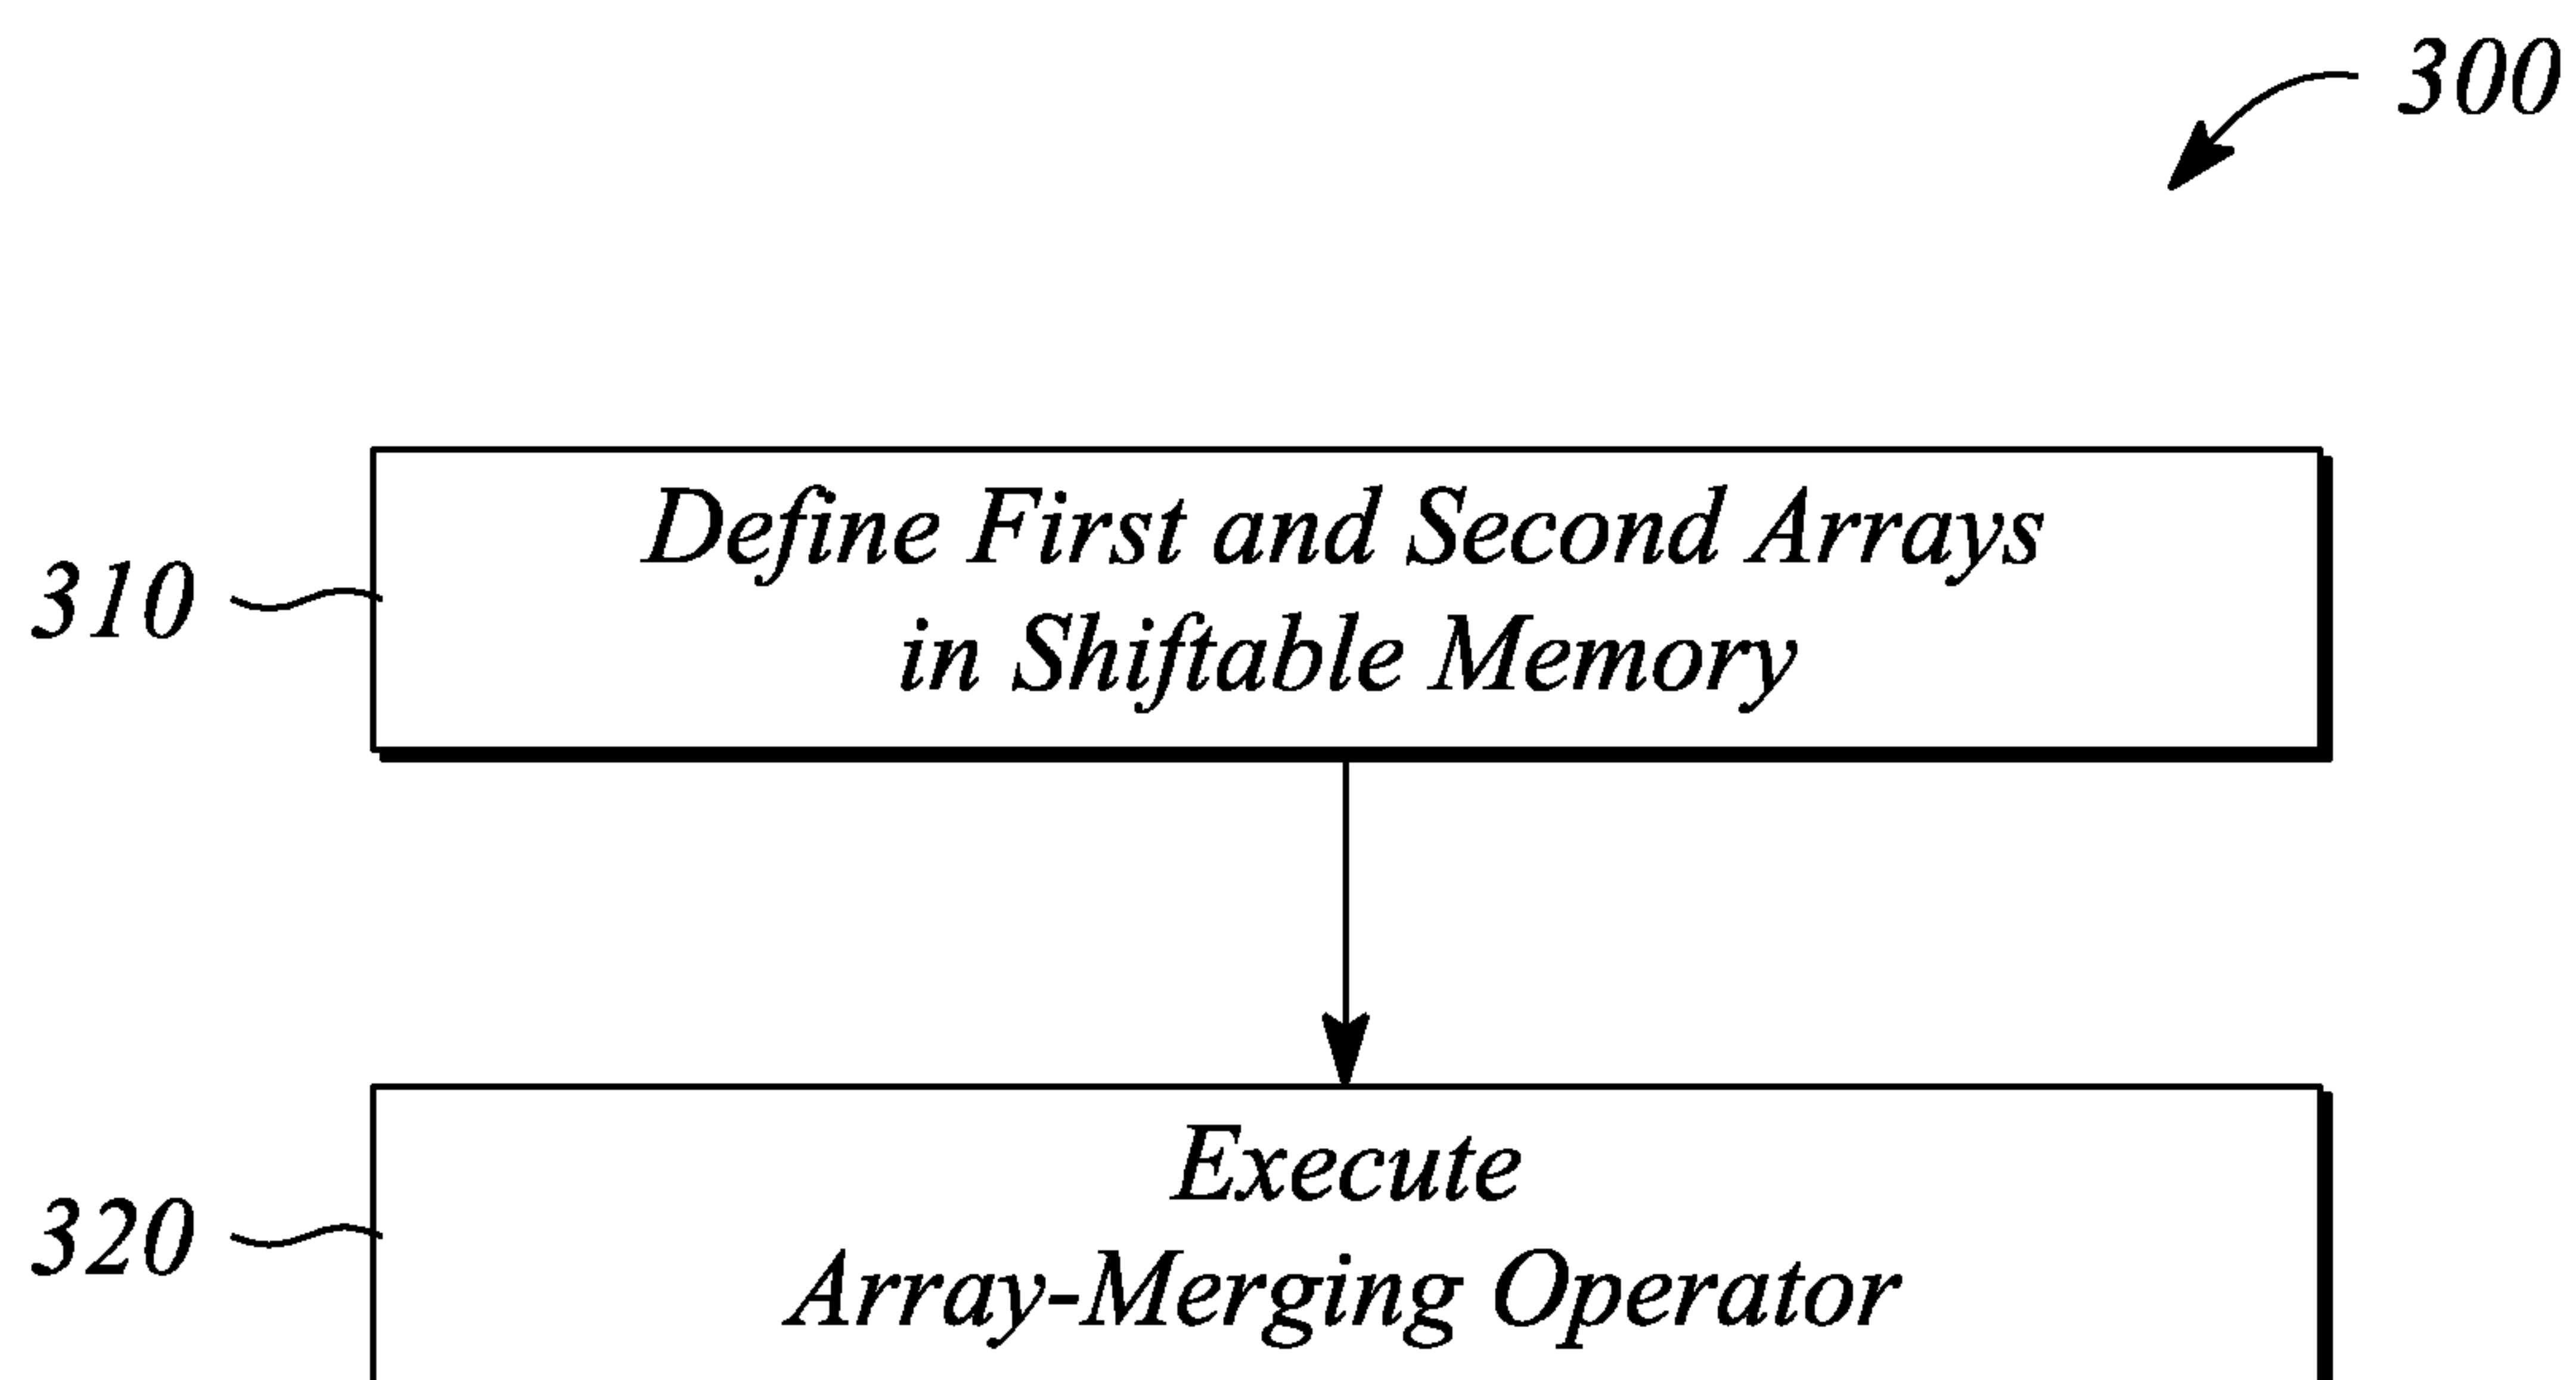 300
310
Define First and Second Arrays
in Shiftable Memory
320
Execute
Array-Merging Operator